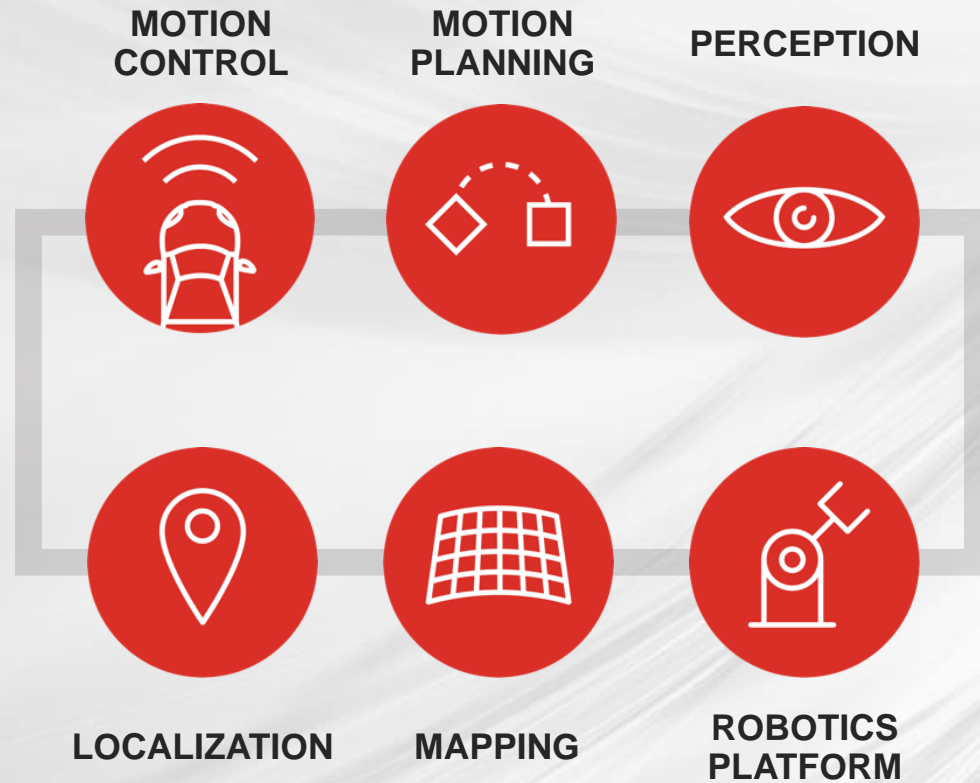 MOTION
CONTROL
MOTION
PLANNING
PERCEPTION
LOCALIZATION
MAPPING
ROBOTICS
PLATFORM